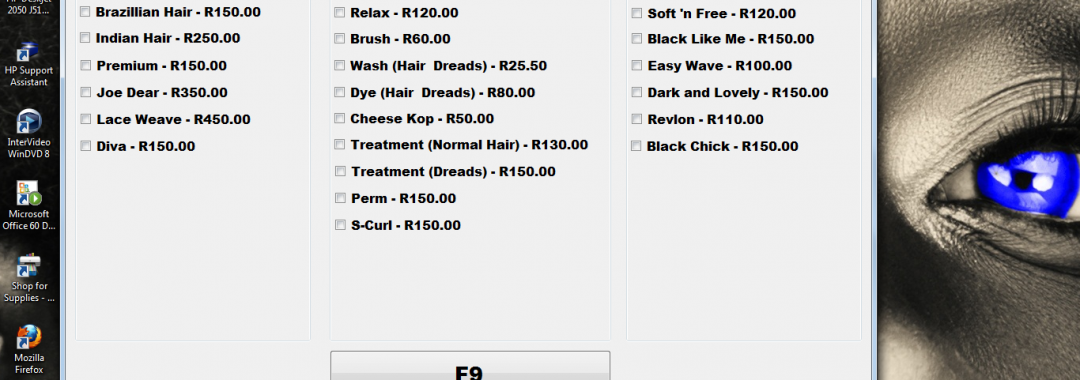 2050 J51...
HP Support
Assistant
InterVideo
WinDVD 8
Microsoft
Office 60 D...
Shop for
Supplies - ...
Mozilla
Firefox
Brazillian Hair - R150.00
Indian Hair - R250.00
Premium - R150.00
Joe Dear - R350.00
Lace Weave - R450.00
Diva - R150.00
Relax - R120.00
Brush - R60.00
Wash (Hair Dreads) - R25.50
Dye (Hair Dreads) - R80.00
Cheese Kop - R50.00
Treatment (Normal Hair) - R130.00
Treatment (Dreads) - R150.00
Perm - R150.00
S-Curl - R150.00
Soft 'n Free - R120.00
Black Like Me - R150.00
Easy Wave - R100.00
Dark and Lovely - R150.00
Revlon - R110.00
Black Chick - R150.00
F9